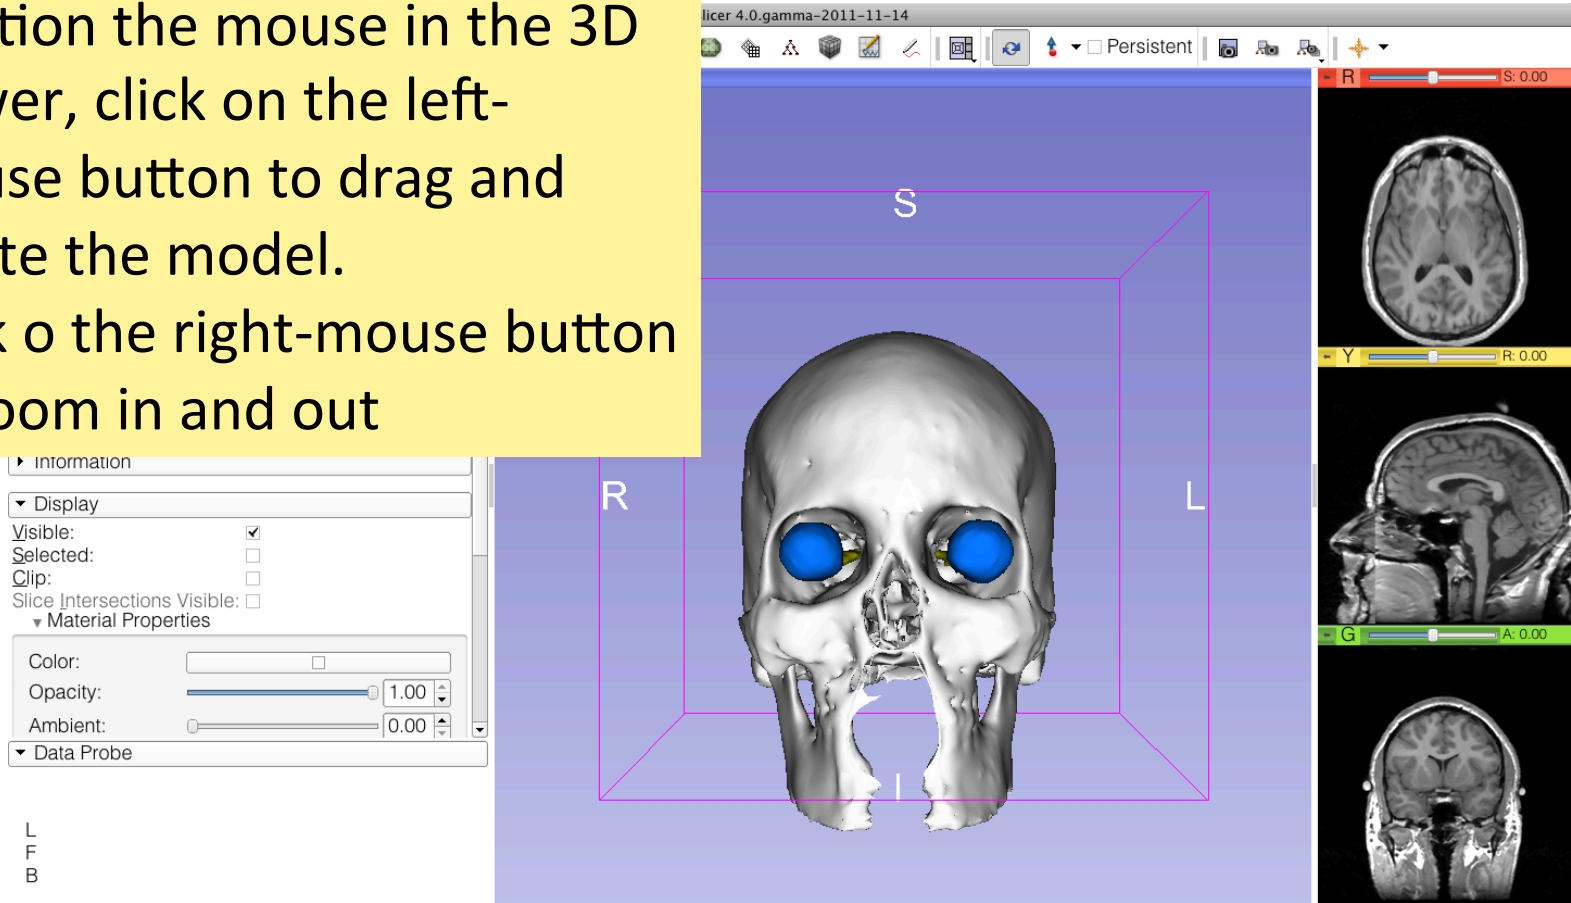 tion the mouse in the 3D
er, click on the left-
se button to drag and
te the model.
o the right-mouse button
oom in and out
licer 4.0.gamma-2011-11-14
Persistent
R S: 0.00
Y R: 0.00
G A: 0.00
S
R A L
I
Information
Display
Visible:
Selected:
Clip:
Slice Intersections Visible:
Material Properties
Color:
Opacity: 1.00
Ambient: 0.00
Data Probe
L
F
B